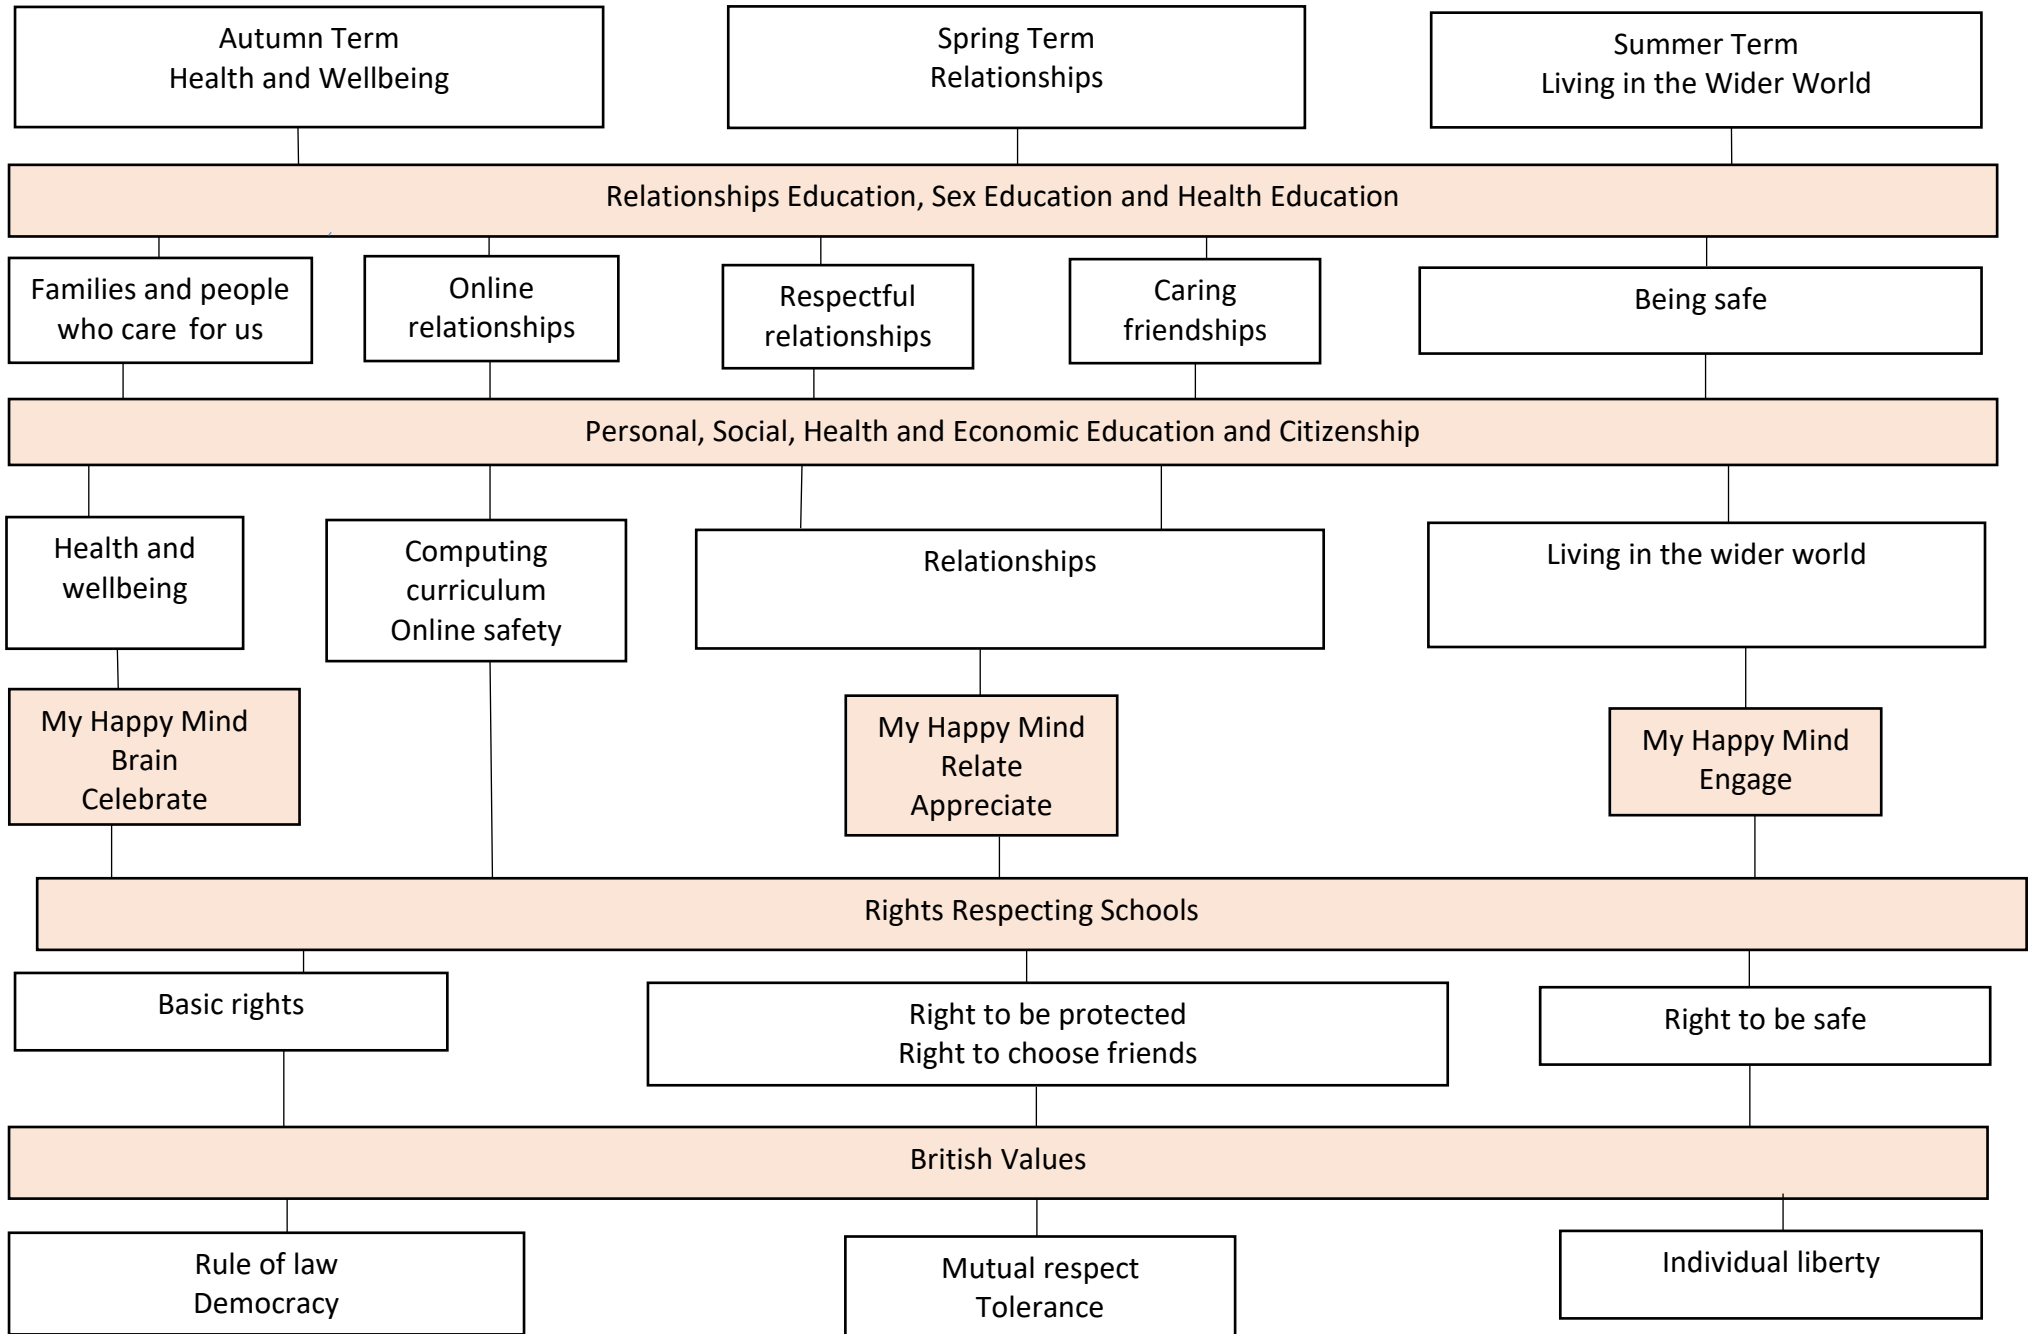 Autumn Term
Health and Wellbeing
Spring Term
Relationships
Summer Term
Living in the Wider World
Relationships Education, Sex Education and Health Education
Families and people
who care for us
Online
relationships
Respectful
relationships
Caring
friendships
Being safe
Personal, Social, Health and Economic Education and Citizenship
Health and
wellbeing
Computing
curriculum
Online safety
Relationships
Living in the wider world
My Happy Mind
Brain
Celebrate
My Happy Mind
Relate
Appreciate
My Happy Mind
Engage
Rights Respecting Schools
Basic rights
Right to be protected
Right to choose friends
Right to be safe
British Values
Rule of law
Democracy
Mutual respect
Tolerance
Individual liberty